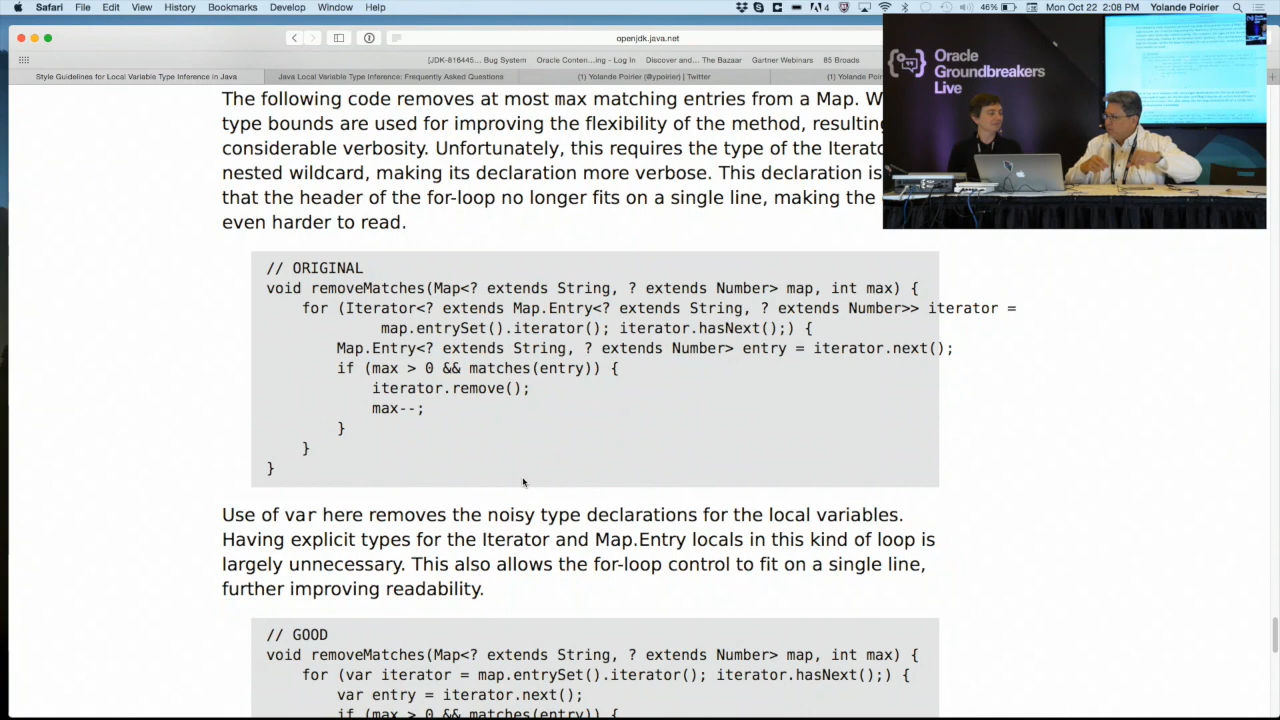 Safari File Edit View History Bookmarks Develop Window Help
46% Mon Oct 22 2:08 PM Yolande Poirier
openjdk.java.net
-Conten…-ing - Log In Discover and…- The Bazaar Gartner Webinars 85 Broads
Style Guidelines for Local Variable Type Inference in Java
Java Local Variable Type Inference: Frequently
(1) Yolande Poirier (@ypoirier) | Twitter
(1) Yolande Poi
Oracle
Groundbreakers
Live
The following code removes at most max matching entries from a Map. W
type bounds are used for improving the flexibility of the method, resulting
considerable verbosity. Unfortunately, this requires the type of the Iterato
nested wildcard, making its declaration more verbose. This declaration is
that the header of the for-loop no longer fits on a single line, making the
even harder to read.
// ORIGINAL
void removeMatches(Map<? extends String, ? extends Number> map, int max) {
for (Iterator<? extends Map.Entry<? extends String, ? extends Number>> iterator =
map.entrySet().iterator(); iterator.hasNext();) {
Map.Entry<? extends String, ? extends Number> entry = iterator.next();
if (max > 0 && matches(entry)) {
iterator.remove();
max--;
}
}
}
Use of var here removes the noisy type declarations for the local variables.
Having explicit types for the Iterator and Map.Entry locals in this kind of loop is
largely unnecessary. This also allows the for-loop control to fit on a single line,
further improving readability.
// GOOD
void removeMatches(Map<? extends String, ? extends Number> map, int max) {
for (var iterator = map.entrySet().iterator(); iterator.hasNext();) {
var entry = iterator.next();
if (max > 0 && matches(entry)) {